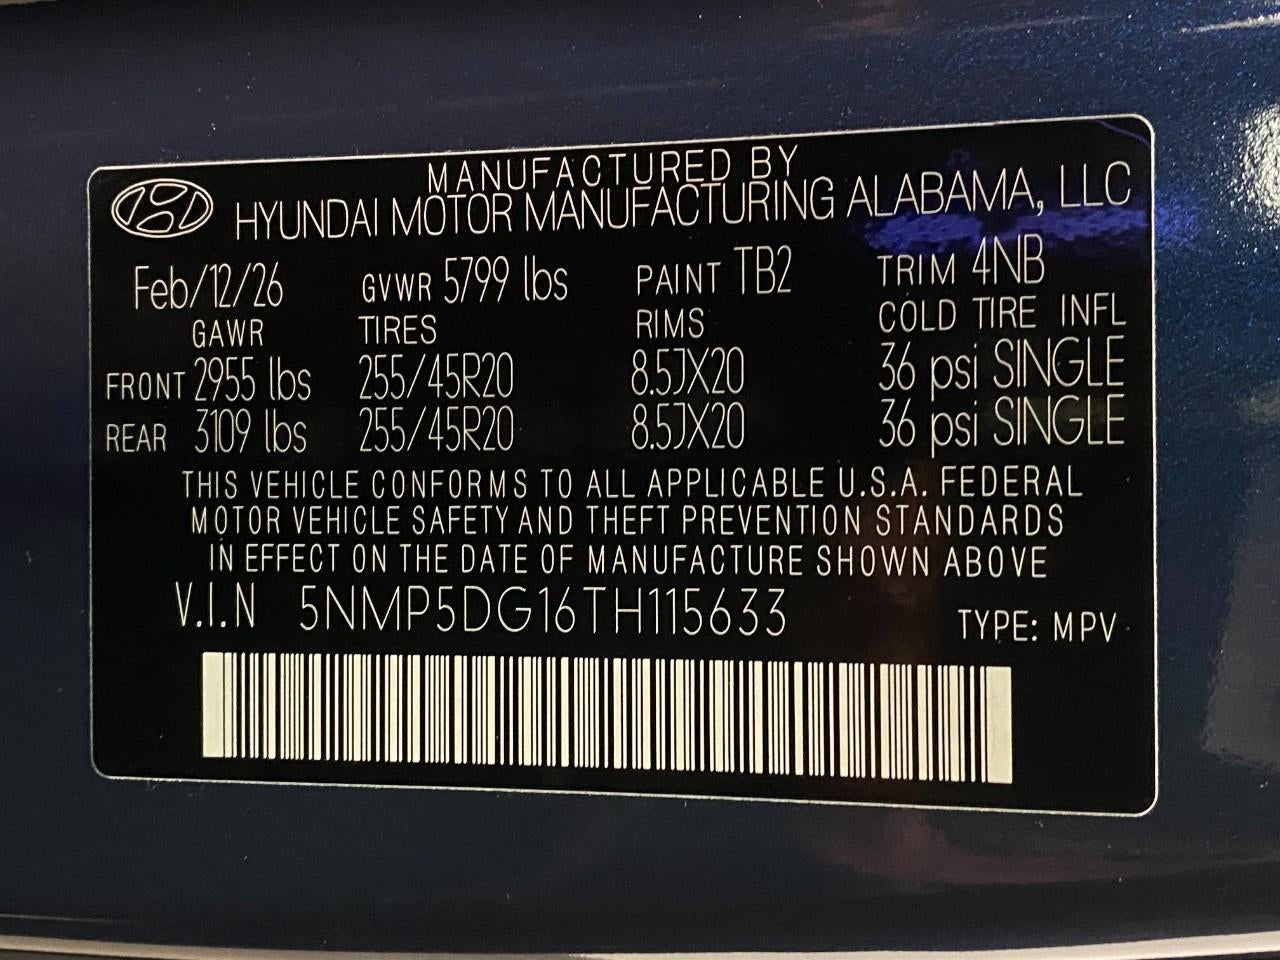 MANUFACTURED BY
HYUNDAI MOTOR MANUFACTURING ALABAMA, LLC
Feb/12/26 GVWR 5799 lbs PAINT TB2 TRIM 4NB
GAWR TIRES RIMS COLD TIRE INFL
FRONT 2955 lbs 255/45R20 8.5JX20 36 psi SINGLE
REAR 3109 lbs 255/45R20 8.5JX20 36 psi SINGLE
THIS VEHICLE CONFORMS TO ALL APPLICABLE U.S.A. FEDERAL
MOTOR VEHICLE SAFETY AND THEFT PREVENTION STANDARDS
IN EFFECT ON THE DATE OF MANUFACTURE SHOWN ABOVE
V.I.N 5NMP5DG16TH115633 TYPE: MPV